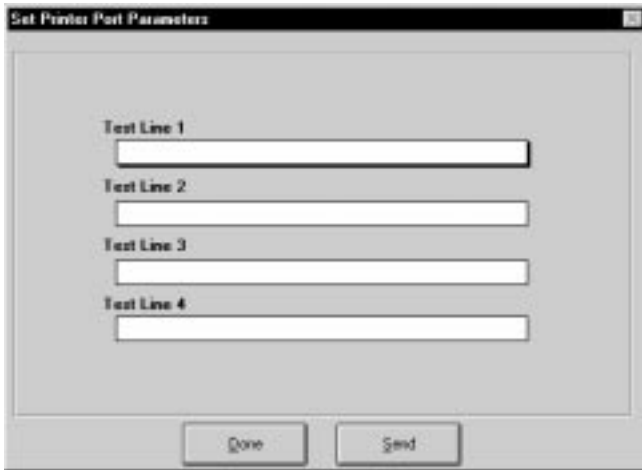 Set Printer Port Parameters
Test Line 1
Test Line 2
Test Line 3
Test Line 4
Done
Send